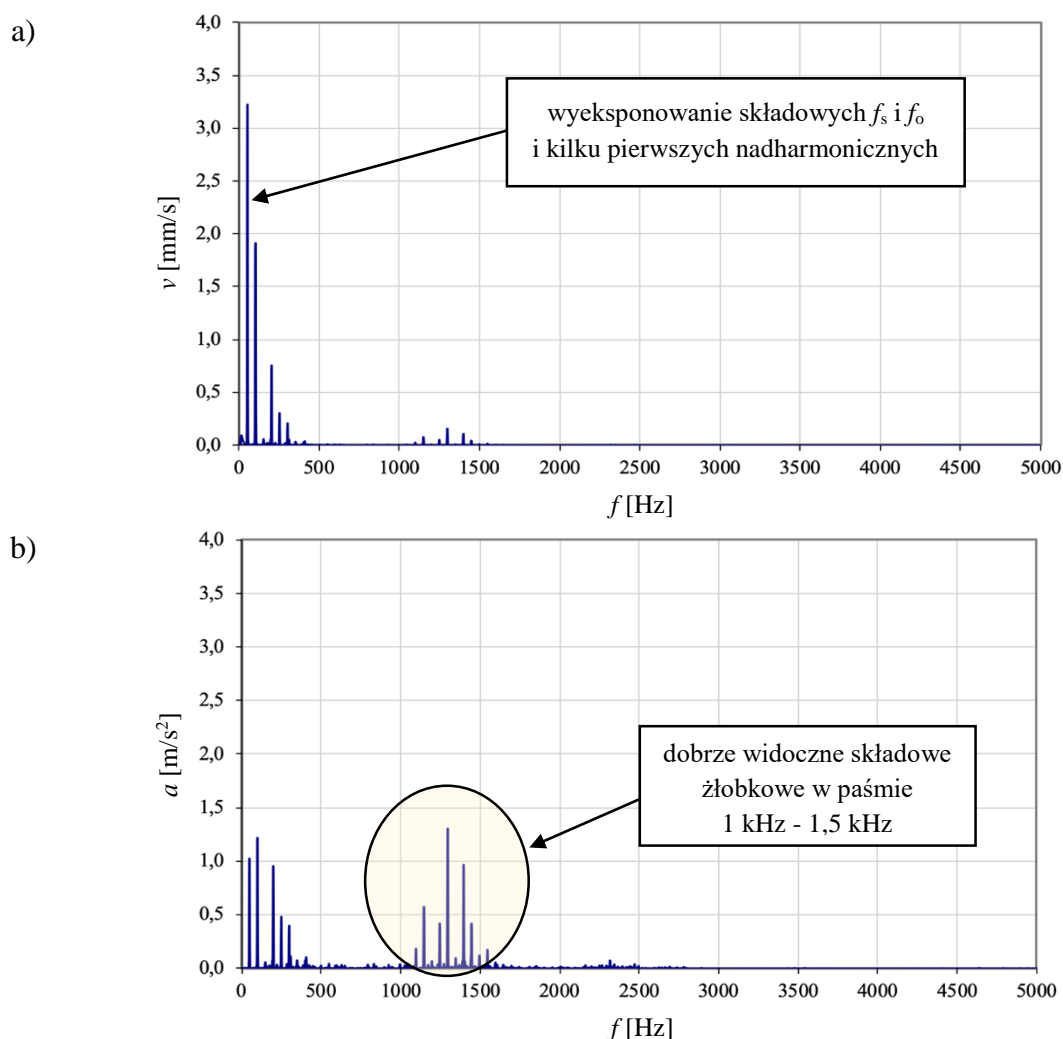 a)
4,0
3,5
3,0
2,5
2,0
1,5
1,0
0,5
0,0
v [mm/s]
wyeksponowanie składowych fs i fo
i kilku pierwszych nadharmonicznych
0 500 1000 1500 2000 2500 3000 3500 4000 4500 5000
f [Hz]
b)
4,0
3,5
3,0
2,5
2,0
1,5
1,0
0,5
0,0
a [m/s²]
dobrze widoczne składowe
żłobkowe w paśmie
1 kHz - 1,5 kHz
0 500 1000 1500 2000 2500 3000 3500 4000 4500 5000
f [Hz]